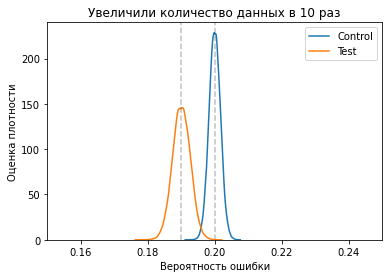 Увеличили количество данных в 10 раз
Control
Test
Оценка плотности
200
150
100
50
0
0.16
0.18
0.20
0.22
0.24
Вероятность ошибки